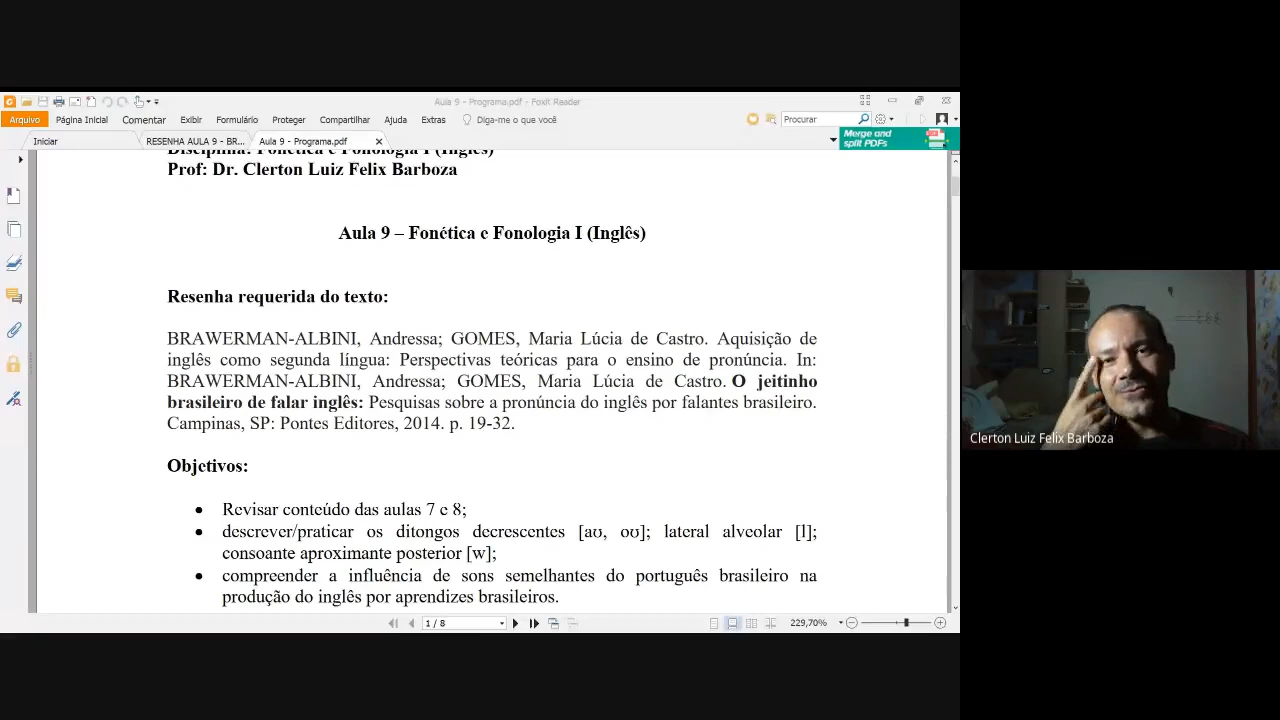 Aula 9 - Programa.pdf - Foxit Reader
Arquivo Página Inicial Comentar Exibir Formulário Proteger Compartilhar Ajuda Extras Diga-me o que você Procurar
Iniciar RESENHA AULA 9 - BR... Aula 9 - Programa.pdf Merge and split PDFs
Disciplina: Fonética e Fonologia I (Inglês)
Prof: Dr. Clerton Luiz Felix Barboza
Aula 9 – Fonética e Fonologia I (Inglês)
Resenha requerida do texto:
BRAWERMAN-ALBINI, Andressa; GOMES, Maria Lúcia de Castro. Aquisição de
inglês como segunda língua: Perspectivas teóricas para o ensino de pronúncia. In:
BRAWERMAN-ALBINI, Andressa; GOMES, Maria Lúcia de Castro. O jeitinho
brasileiro de falar inglês: Pesquisas sobre a pronúncia do inglês por falantes brasileiro.
Campinas, SP: Pontes Editores, 2014. p. 19-32.
Objetivos:
• Revisar conteúdo das aulas 7 e 8;
• descrever/praticar os ditongos decrescentes [aʊ, oʊ]; lateral alveolar [l];
consoante aproximante posterior [w];
• compreender a influência de sons semelhantes do português brasileiro na
produção do inglês por aprendizes brasileiros.
1 / 8 229,70%
Clerton Luiz Felix Barboza